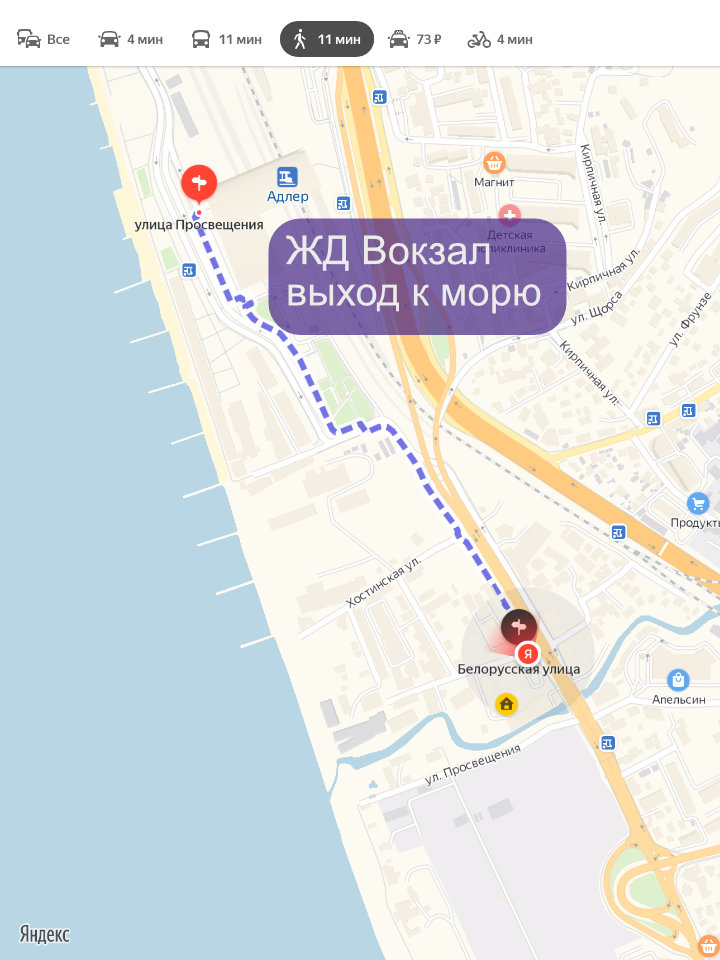 Все
4 мин
11 мин
11 мин
73 ₽
4 мин
Магнит
Кирпичная ул.
Адлер
улица Просвещения
Детская
поликлиника
ЖД Вокзал
выход к морю
Кирпичная ул.
ул. Щорса
ул. Фрунзе
Кирпичная ул.
Продукты
Хостинская ул.
Я
Белорусская улица
Апельсин
ул. Просвещения
Яндекс